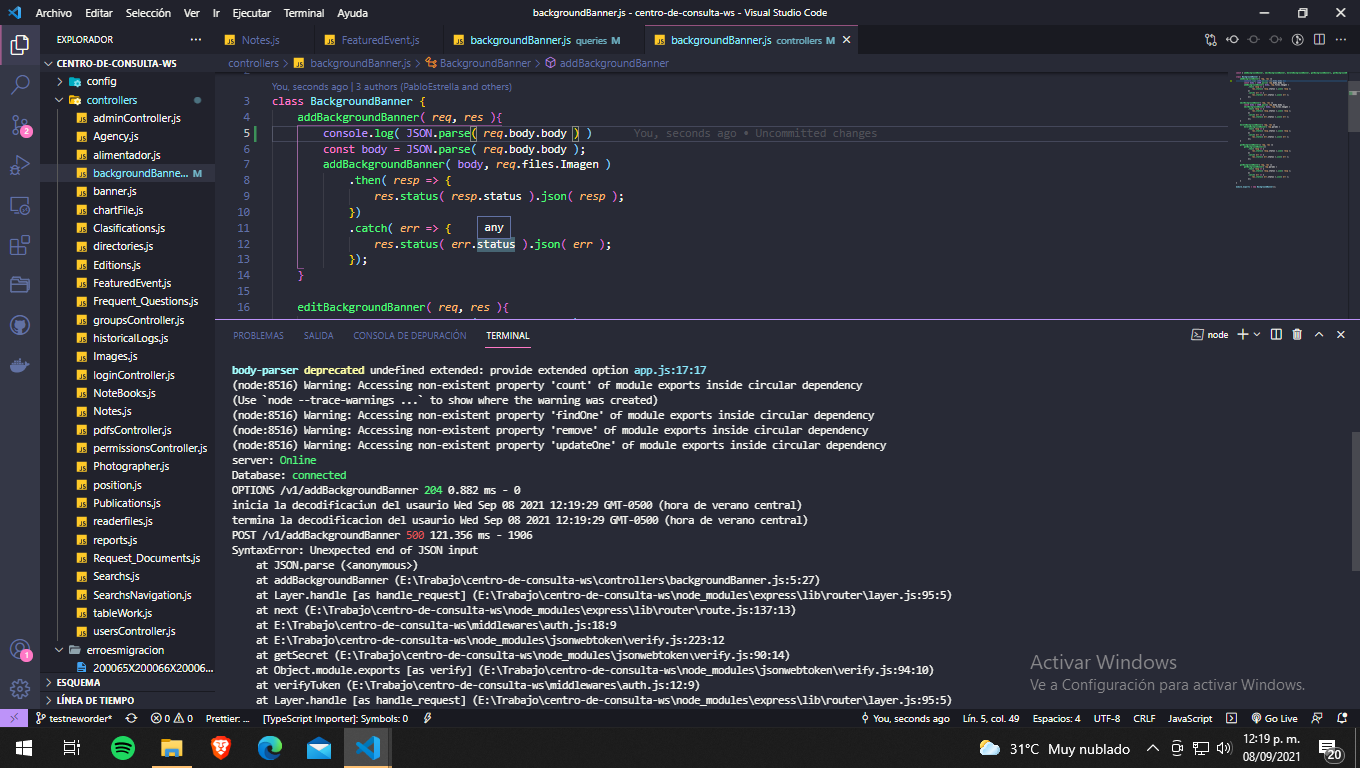 Archivo Editar Selección Ver Ir Ejecutar Terminal Ayuda
backgroundBanner.js - centro-de-consulta-ws - Visual Studio Code
EXPLORADOR
Notes.js FeaturedEvent.js backgroundBanner.js queries M backgroundBanner.js controllers M
CENTRO-DE-CONSULTA-WS
controllers > backgroundBanner.js > BackgroundBanner > addBackgroundBanner
config
controllers
adminController.js
Agency.js
alimentador.js
backgroundBanne... M
banner.js
chartFile.js
Clasifications.js
directories.js
Editions.js
FeaturedEvent.js
Frequent_Questions.js
groupsController.js
historicalLogs.js
Images.js
loginController.js
NoteBooks.js
Notes.js
pdfsController.js
permissionsController.js
Photographer.js
position.js
Publications.js
readerfiles.js
reports.js
Request_Documents.js
Searchs.js
SearchsNavigation.js
tableWork.js
usersController.js
erroesmigracion
200065X200066X20006...
ESQUEMA
LÍNEA DE TIEMPO
2
1
You, seconds ago | 3 authors (PabloEstrella and others)
3 class BackgroundBanner {
4 addBackgroundBanner( req, res ){
5 console.log( JSON.parse( req.body.body ) ) You, seconds ago • Uncommitted changes
6 const body = JSON.parse( req.body.body );
7 addBackgroundBanner( body, req.files.Imagen )
8 .then( resp => {
9 res.status( resp.status ).json( resp );
10 })
11 .catch( err => {
any
12 res.status( err.status ).json( err );
13 });
14 }
15
16 editBackgroundBanner( req, res ){
PROBLEMAS SALIDA CONSOLA DE DEPURACIÓN TERMINAL
node
body-parser deprecated undefined extended: provide extended option app.js:17:17
(node:8516) Warning: Accessing non-existent property 'count' of module exports inside circular dependency
(Use `node --trace-warnings ...` to show where the warning was created)
(node:8516) Warning: Accessing non-existent property 'findOne' of module exports inside circular dependency
(node:8516) Warning: Accessing non-existent property 'remove' of module exports inside circular dependency
(node:8516) Warning: Accessing non-existent property 'updateOne' of module exports inside circular dependency
server: Online
Database: connected
OPTIONS /v1/addBackgroundBanner 204 0.882 ms - 0
inicia la decodificaciun del usaurio Wed Sep 08 2021 12:19:29 GMT-0500 (hora de verano central)
termina la decodificacion del usaurio Wed Sep 08 2021 12:19:29 GMT-0500 (hora de verano central)
POST /v1/addBackgroundBanner 500 121.356 ms - 1906
SyntaxError: Unexpected end of JSON input
at JSON.parse (<anonymous>)
at addBackgroundBanner (E:\Trabajo\centro-de-consulta-ws\controllers\backgroundBanner.js:5:27)
at Layer.handle [as handle_request] (E:\Trabajo\centro-de-consulta-ws\node_modules\express\lib\router\layer.js:95:5)
at next (E:\Trabajo\centro-de-consulta-ws\node_modules\express\lib\router\route.js:137:13)
at E:\Trabajo\centro-de-consulta-ws\middlewares\auth.js:18:9
at E:\Trabajo\centro-de-consulta-ws\node_modules\jsonwebtoken\verify.js:223:12
at getSecret (E:\Trabajo\centro-de-consulta-ws\node_modules\jsonwebtoken\verify.js:90:14)
at Object.module.exports [as verify] (E:\Trabajo\centro-de-consulta-ws\node_modules\jsonwebtoken\verify.js:94:10)
at verifyToken (E:\Trabajo\centro-de-consulta-ws\middlewares\auth.js:12:9)
at Layer.handle [as handle_request] (E:\Trabajo\centro-de-consulta-ws\node_modules\express\lib\router\layer.js:95:5)
Activar Windows
Ve a Configuración para activar Windows.
testneworder* 0 0 Prettier: ... [TypeScript Importer]: Symbols: 0 You, seconds ago Lín. 5, col. 49 Espacios: 4 UTF-8 CRLF JavaScript Go Live
31°C Muy nublado
12:19 p. m.
08/09/2021
20